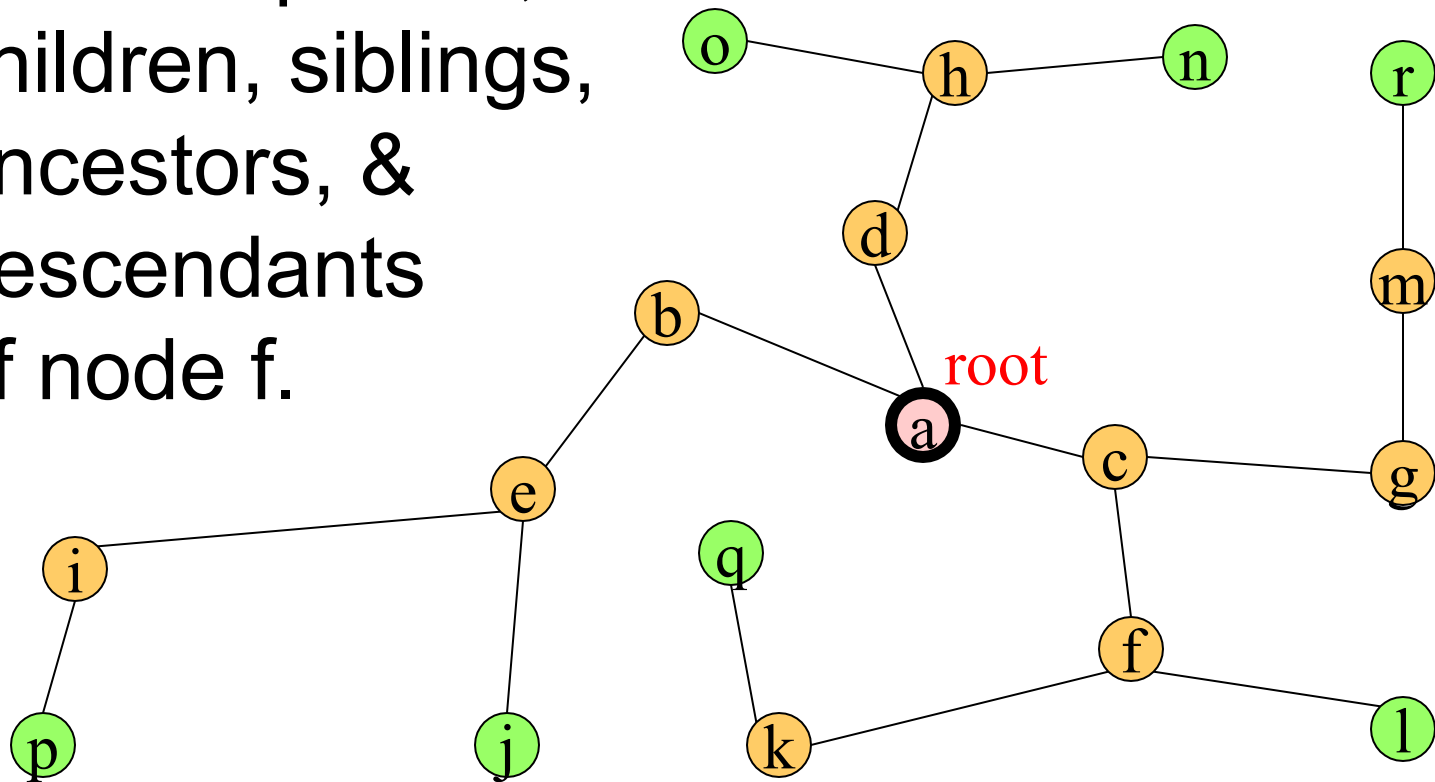 hildren, siblings,
ncestors, &
escendants
f node f.
o
h
n
r
d
m
b
root
a
c
g
e
i
q
f
p
j
k
l